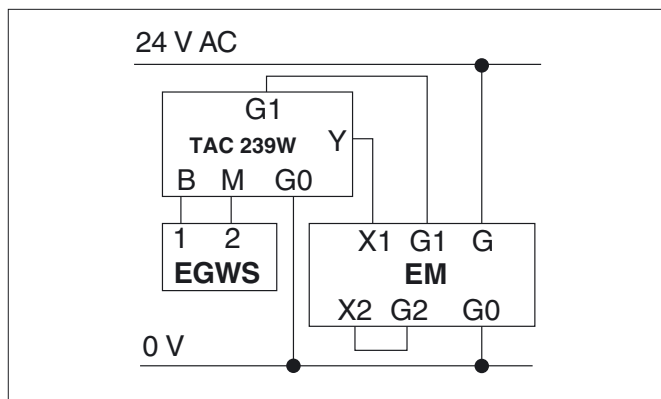 24 V AC
G1
TAC 239W Y
B M G0
1 2
EGWS
X1 G1 G
EM
X2 G2 G0
0 V